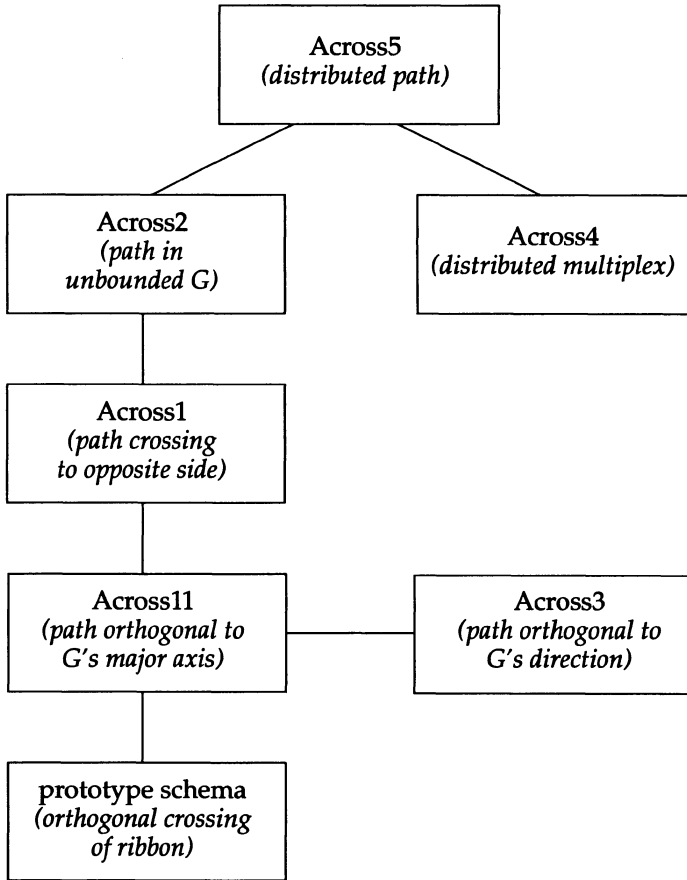 Across5
(distributed path)
Across2
(path in
unbounded G)
Across4
(distributed multiplex)
Across1
(path crossing
to opposite side)
Across11
(path orthogonal to
G's major axis)
Across3
(path orthogonal to
G's direction)
prototype schema
(orthogonal crossing
of ribbon)